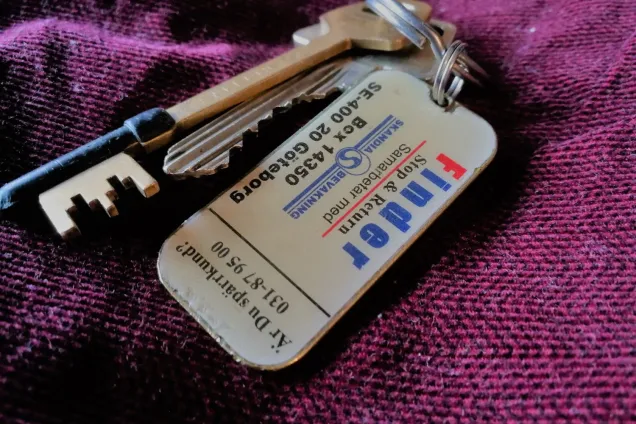 Finder
Stop & Return
Samarbetar med
SKANDIA
BEVAKNING
Box 14350
SE-400 20 Göteborg
Är Du spärrkund?
031-87 95 00